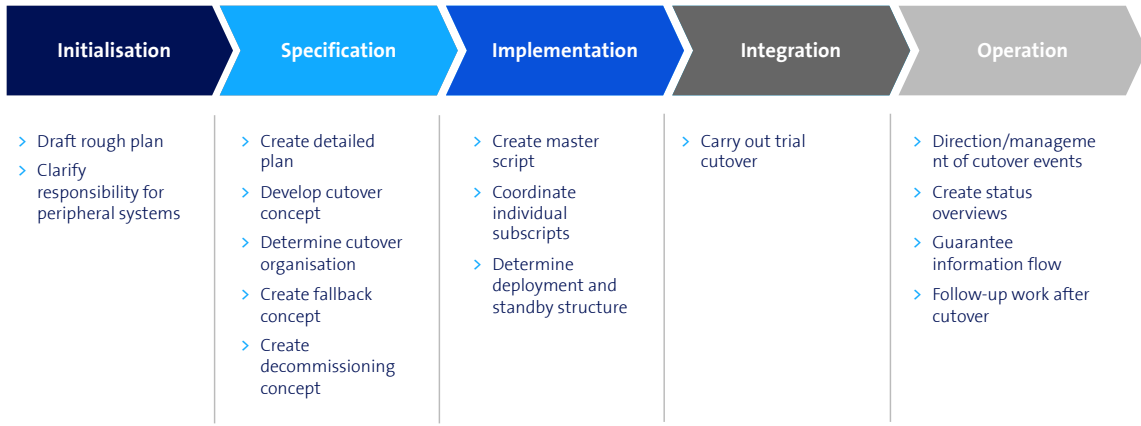 Initialisation
Specification
Implementation
Integration
Operation
> Draft rough plan
> Clarify
responsibility for
peripheral systems
> Create detailed
plan
> Develop cutover
concept
> Determine cutover
organisation
> Create fallback
concept
> Create
decommissioning
concept
> Create master
script
> Coordinate
individual
subscripts
> Determine
deployment and
standby structure
> Carry out trial
cutover
> Direction/manageme
nt of cutover events
> Create status
overviews
> Guarantee
information flow
> Follow-up work after
cutover